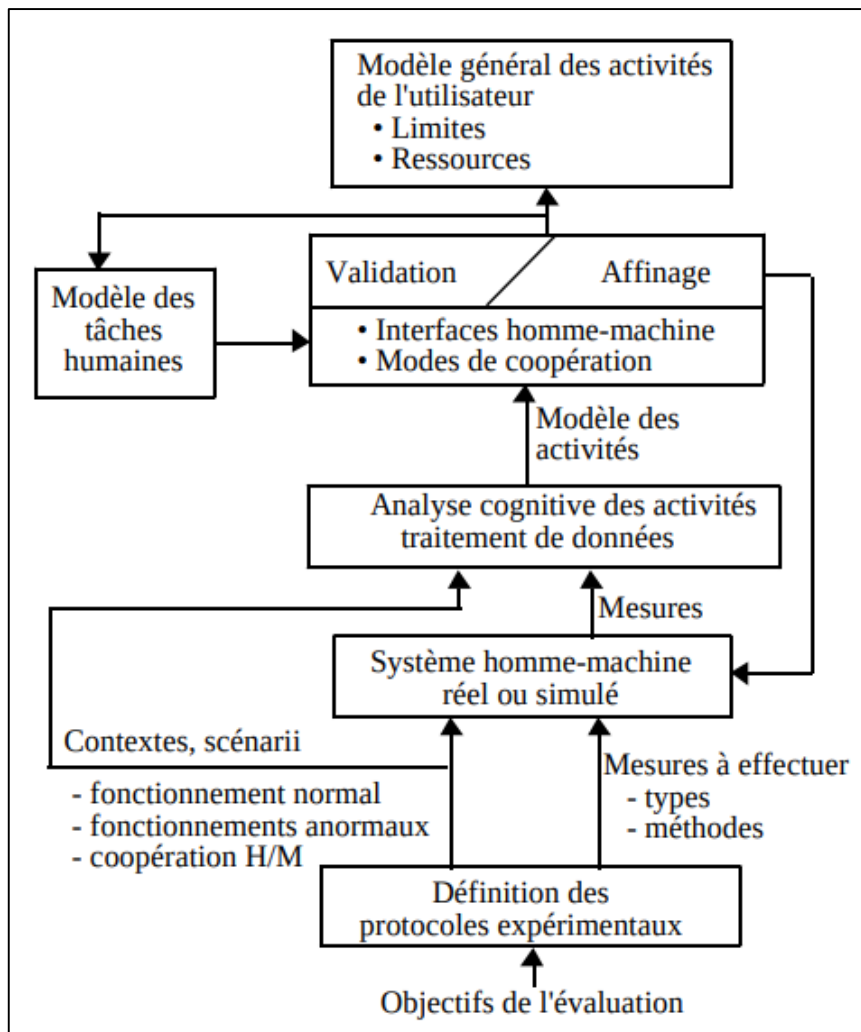 Modèle général des activités
de l'utilisateur
• Limites
• Ressources
Validation
Affinage
Modèle des
tâches
humaines
• Interfaces homme-machine
• Modes de coopération
Modèle des
activités
Analyse cognitive des activités
traitement de données
Mesures
Système homme-machine
réel ou simulé
Contextes, scénarii
- fonctionnement normal
- fonctionnements anormaux
- coopération H/M
Mesures à effectuer
- types
- méthodes
Définition des
protocoles expérimentaux
Objectifs de l'évaluation